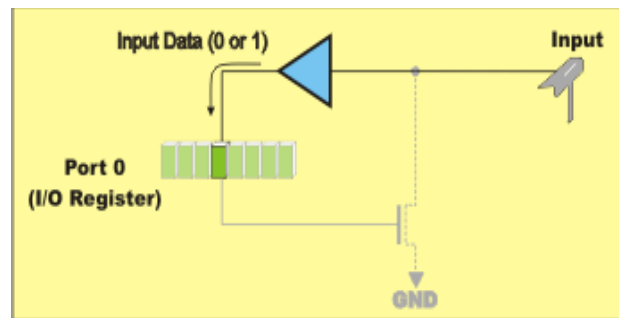 Input Data (0 or 1)
Input
Port 0
(I/O Register)
GND